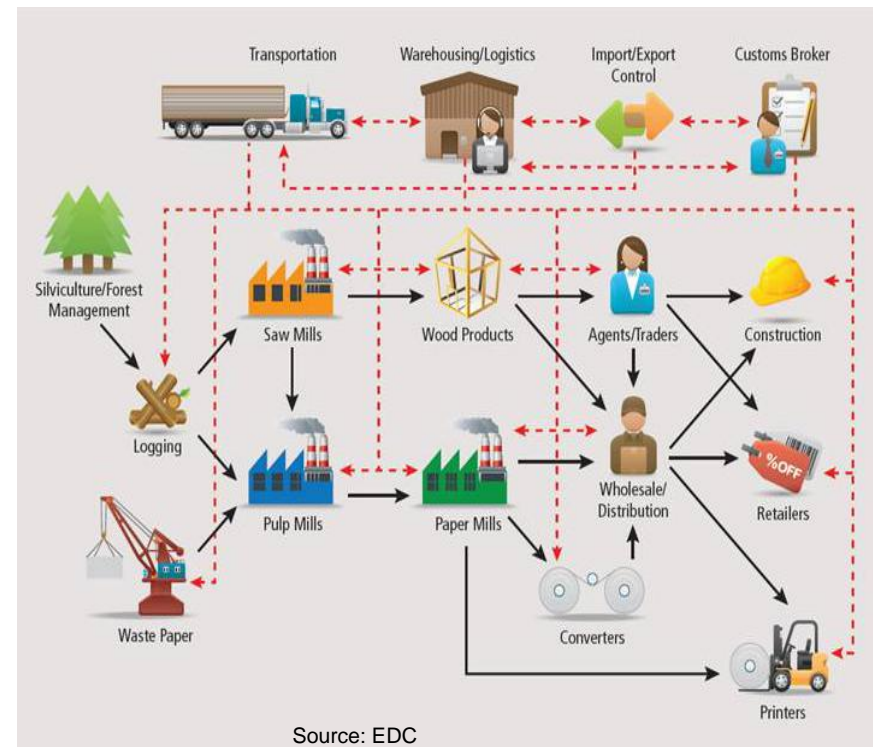 Transportation
Warehousing/Logistics
Import/Export
Control
Customs Broker
Silviculture/Forest
Management
Saw Mills
Wood Products
Agents/Traders
Construction
Logging
%OFF
Pulp Mills
Paper Mills
Wholesale/
Distribution
Retailers
Waste Paper
Converters
Printers
Source: EDC